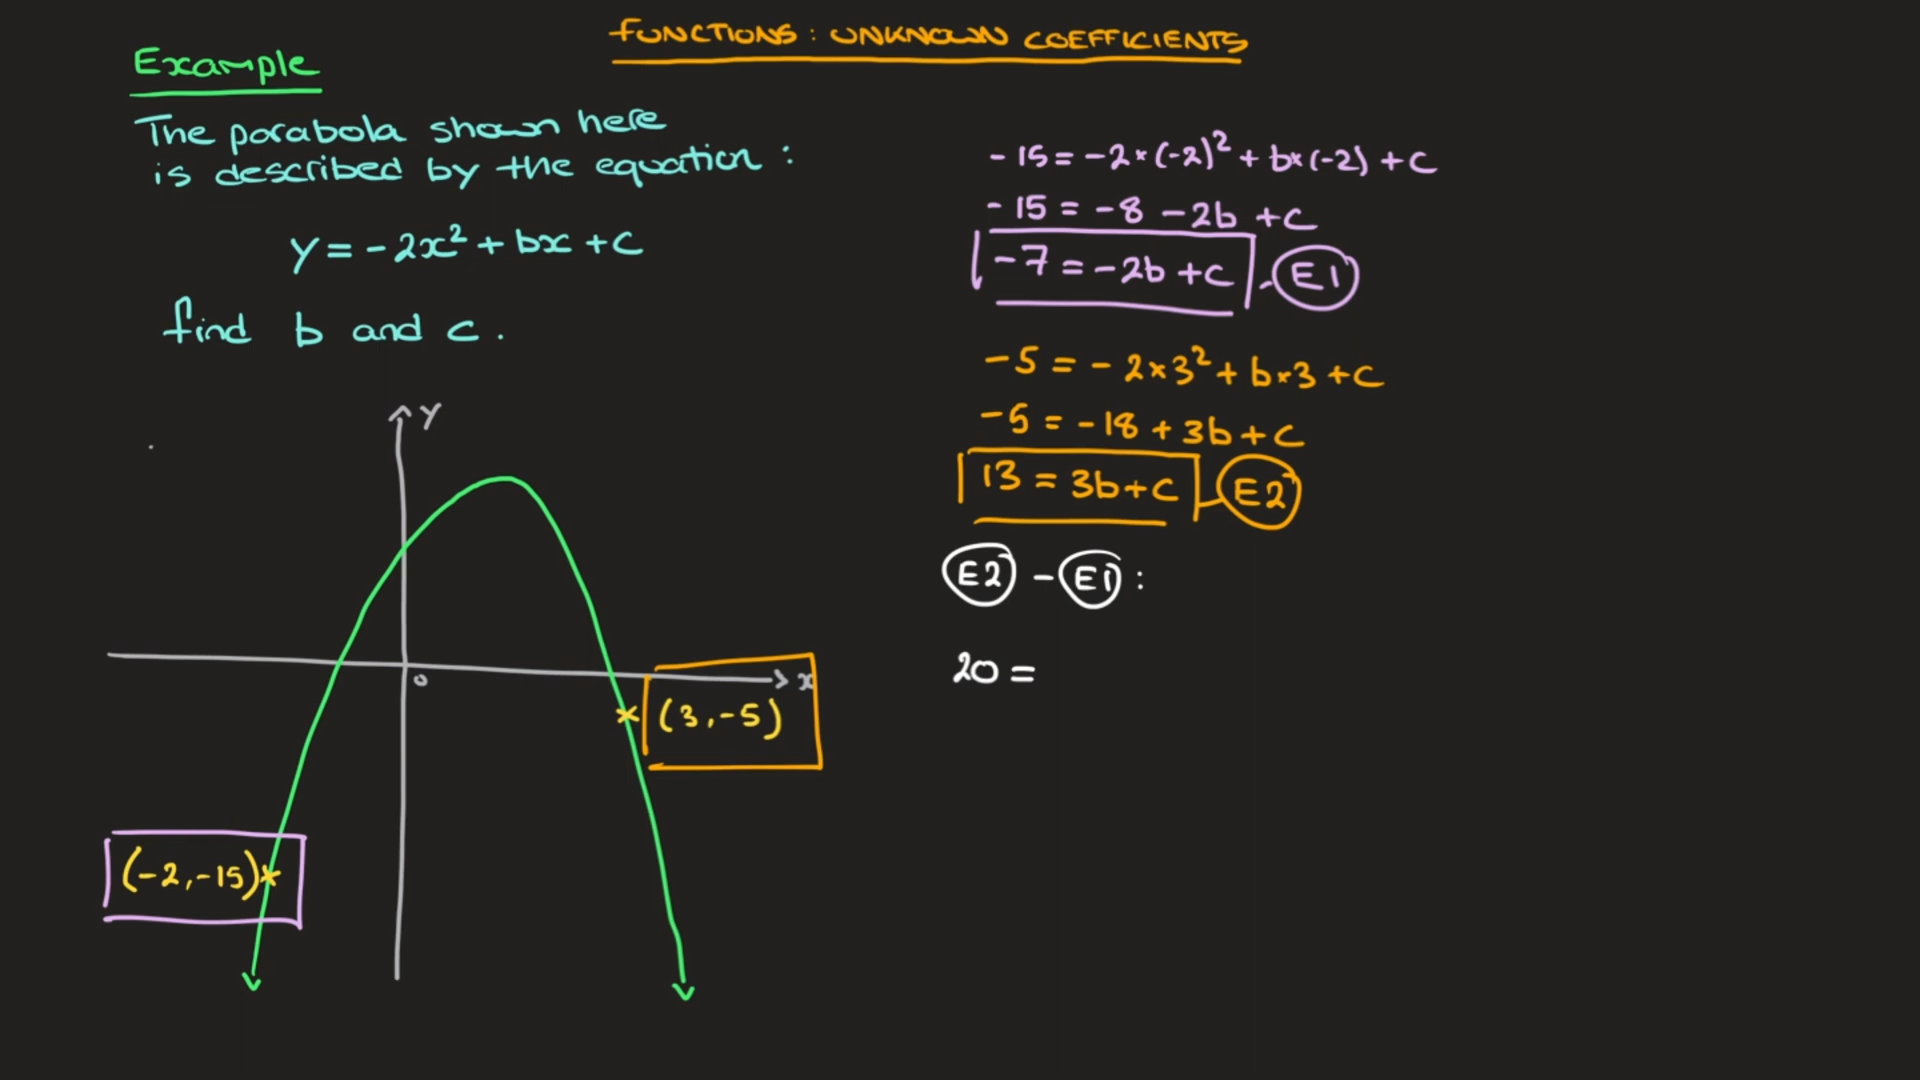 FUNCTIONS : UNKNOWN COEFFICIENTS
Example
The parabola shown here
is described by the equation :
y = -2x² + bx + c
find b and c .
-15 = -2×(-2)² + b×(-2) + c
-15 = -8 -2b + c
-7 = -2b + c E1
-5 = -2×3² + b×3 + c
-5 = -18 + 3b + c
13 = 3b + c E2
E2 - E1 :
20 =
y
x
0
(3,-5)
(-2,-15)